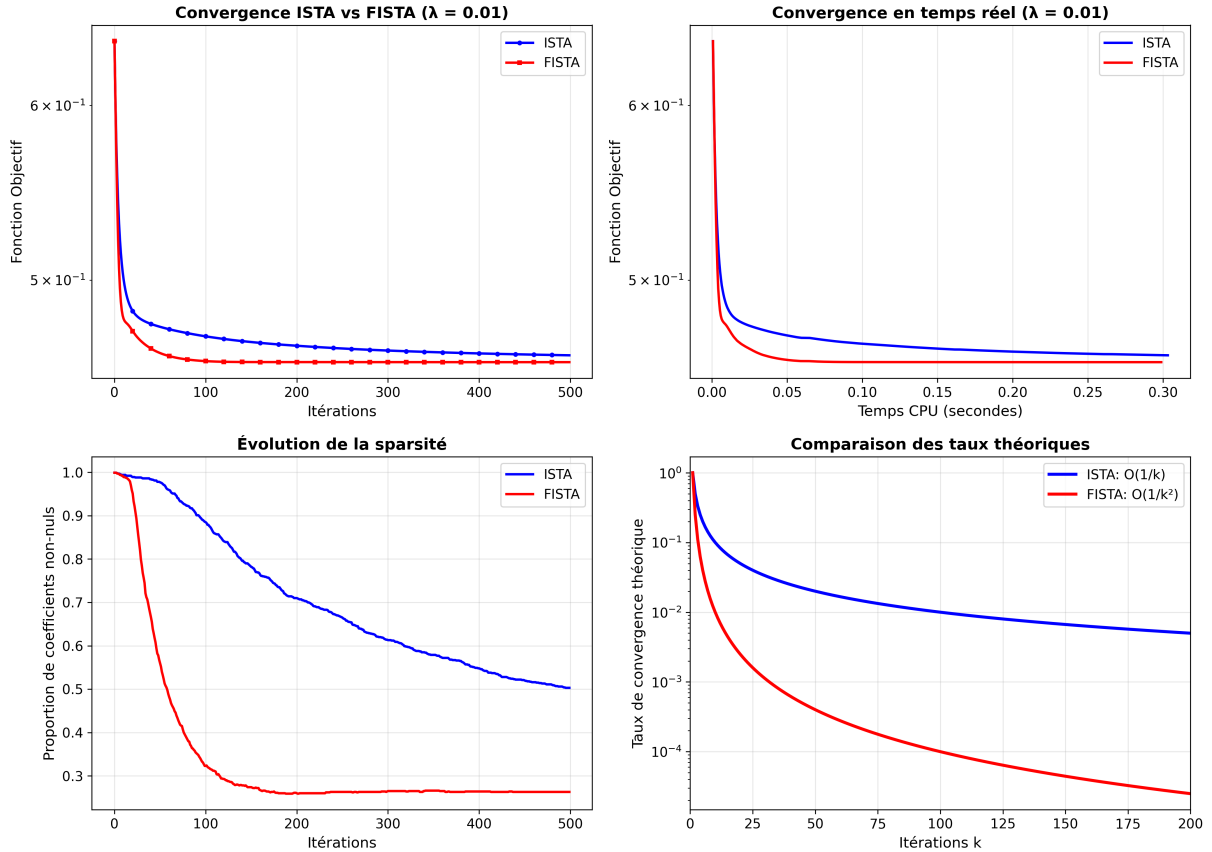 Convergence ISTA vs FISTA (λ = 0.01)
ISTA
FISTA
6 × 10⁻¹
5 × 10⁻¹
Fonction Objectif
0 100 200 300 400 500
Itérations
Convergence en temps réel (λ = 0.01)
ISTA
FISTA
6 × 10⁻¹
5 × 10⁻¹
Fonction Objectif
0.00 0.05 0.10 0.15 0.20 0.25 0.30
Temps CPU (secondes)
Évolution de la sparsité
ISTA
FISTA
1.0
0.9
0.8
0.7
0.6
0.5
0.4
0.3
Proportion de coefficients non-nuls
0 100 200 300 400 500
Itérations
Comparaison des taux théoriques
ISTA: O(1/k)
FISTA: O(1/k²)
10⁰
10⁻¹
10⁻²
10⁻³
10⁻⁴
Taux de convergence théorique
0 25 50 75 100 125 150 175 200
Itérations k